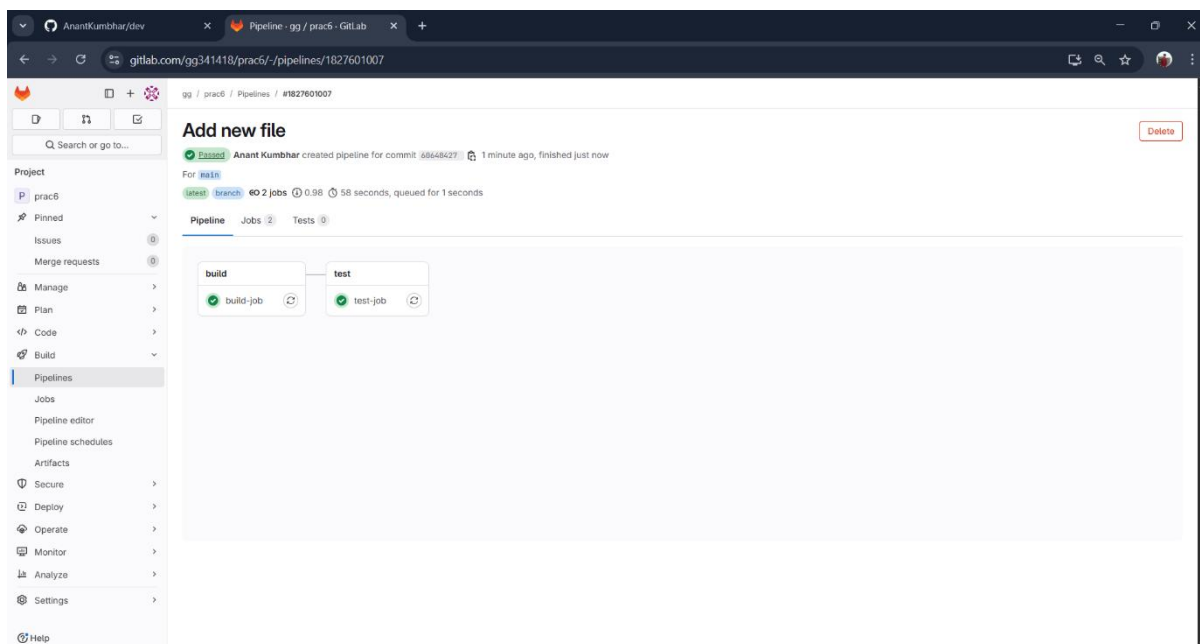 AnantKumbhar/dev
Pipeline · gg / prac6 · GitLab
gitlab.com/gg341418/prac6/-/pipelines/1827601007
gg / prac6 / Pipelines / #1827601007
Search or go to...
Add new file
Delete
Passed Anant Kumbhar created pipeline for commit 68648427 1 minute ago, finished just now
For main
latest branch 2 jobs 0.98 58 seconds, queued for 1 seconds
Pipeline Jobs 2 Tests 0
build
build-job
test
test-job
Project
P prac6
Pinned
Issues 0
Merge requests 0
Manage
Plan
Code
Build
Pipelines
Jobs
Pipeline editor
Pipeline schedules
Artifacts
Secure
Deploy
Operate
Monitor
Analyze
Settings
Help